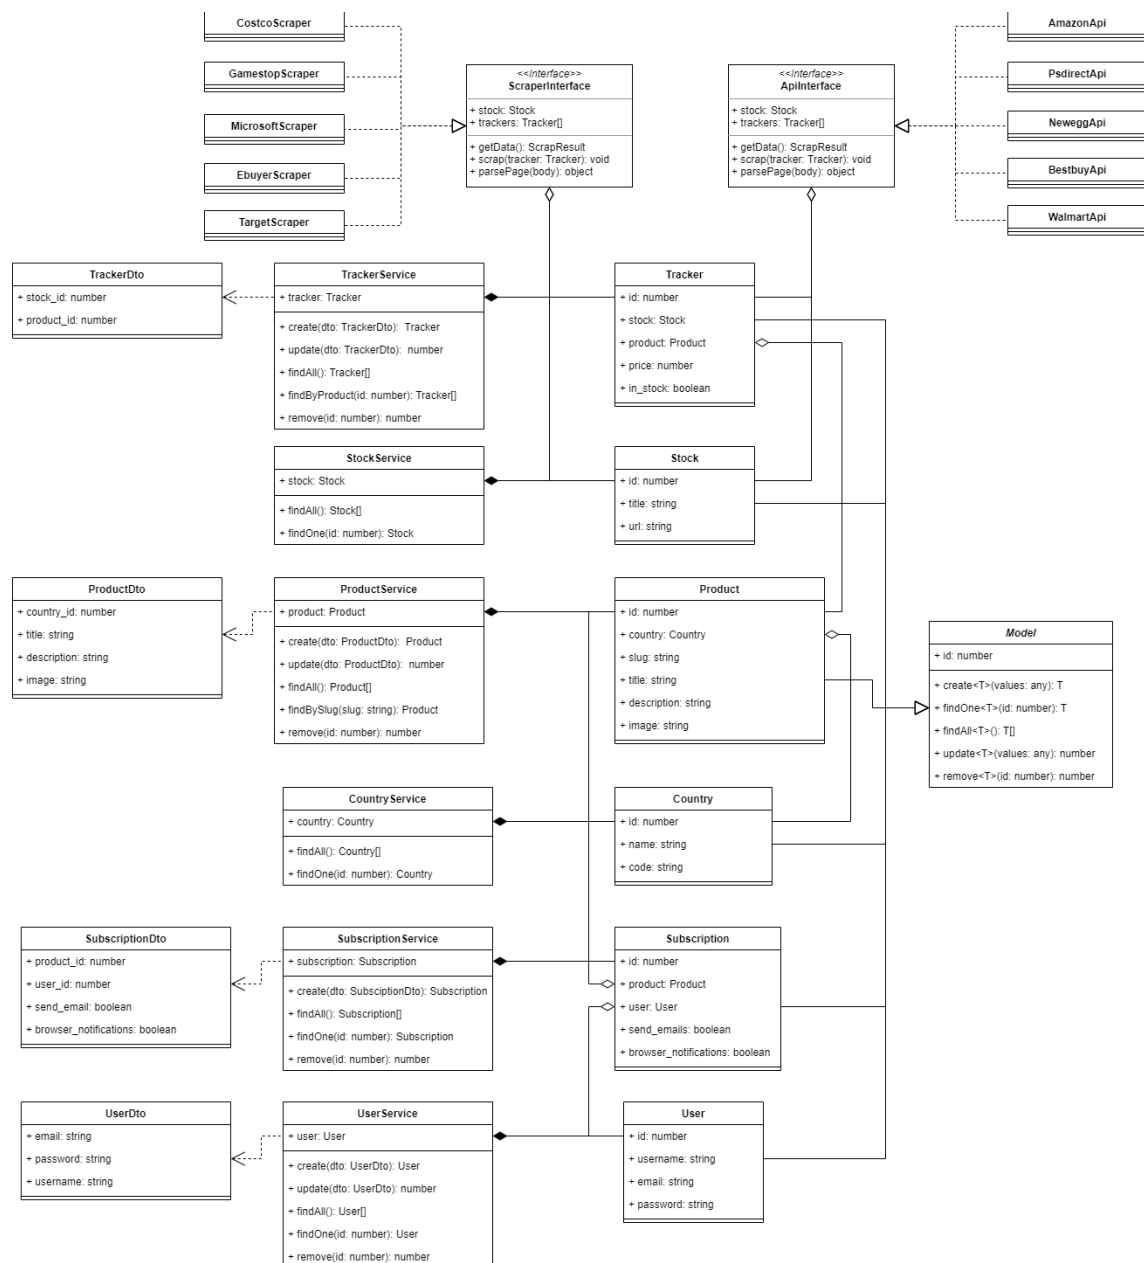 CostcoScraper
GamestopScraper
MicrosoftScraper
EbuyerScraper
TargetScraper
<<Interface>>
ScraperInterface
+ stock: Stock
+ trackers: Tracker[]
+ getData(): ScrapResult
+ scrap(tracker: Tracker): void
+ parsePage(body): object
<<Interface>>
ApiInterface
+ stock: Stock
+ trackers: Tracker[]
+ getData(): ScrapResult
+ scrap(tracker: Tracker): void
+ parsePage(body): object
AmazonApi
PsdirectApi
NeweggApi
BestbuyApi
WalmartApi
TrackerDto
+ stock_id: number
+ product_id: number
TrackerService
+ tracker: Tracker
+ create(dto: TrackerDto): Tracker
+ update(dto: TrackerDto): number
+ findAll(): Tracker[]
+ findByProduct(id: number): Tracker[]
+ remove(id: number): number
Tracker
+ id: number
+ stock: Stock
+ product: Product
+ price: number
+ in_stock: boolean
StockService
+ stock: Stock
+ findAll(): Stock[]
+ findOne(id: number): Stock
Stock
+ id: number
+ title: string
+ url: string
ProductDto
+ country_id: number
+ title: string
+ description: string
+ image: string
ProductService
+ product: Product
+ create(dto: ProductDto): Product
+ update(dto: ProductDto): number
+ findAll(): Product[]
+ findBySlug(slug: string): Product
+ remove(id: number): number
Product
+ id: number
+ country: Country
+ slug: string
+ title: string
+ description: string
+ image: string
Model
+ id: number
+ create<T>(values: any): T
+ findOne<T>(id: number): T
+ findAll<T>(): T[]
+ update<T>(values: any): number
+ remove<T>(id: number): number
CountryService
+ country: Country
+ findAll(): Country[]
+ findOne(id: number): Country
Country
+ id: number
+ name: string
+ code: string
SubscriptionDto
+ product_id: number
+ user_id: number
+ send_email: boolean
+ browser_notifications: boolean
SubscriptionService
+ subscription: Subscription
+ create(dto: SubsciptionDto): Subscription
+ findAll(): Subscription[]
+ findOne(id: number): Subscription
+ remove(id: number): number
Subscription
+ id: number
+ product: Product
+ user: User
+ send_emails: boolean
+ browser_notifications: boolean
UserDto
+ email: string
+ password: string
+ username: string
UserService
+ user: User
+ create(dto: UserDto): User
+ update(dto: UserDto): number
+ findAll(): User[]
+ findOne(id: number): User
+ remove(id: number): number
User
+ id: number
+ username: string
+ email: string
+ password: string